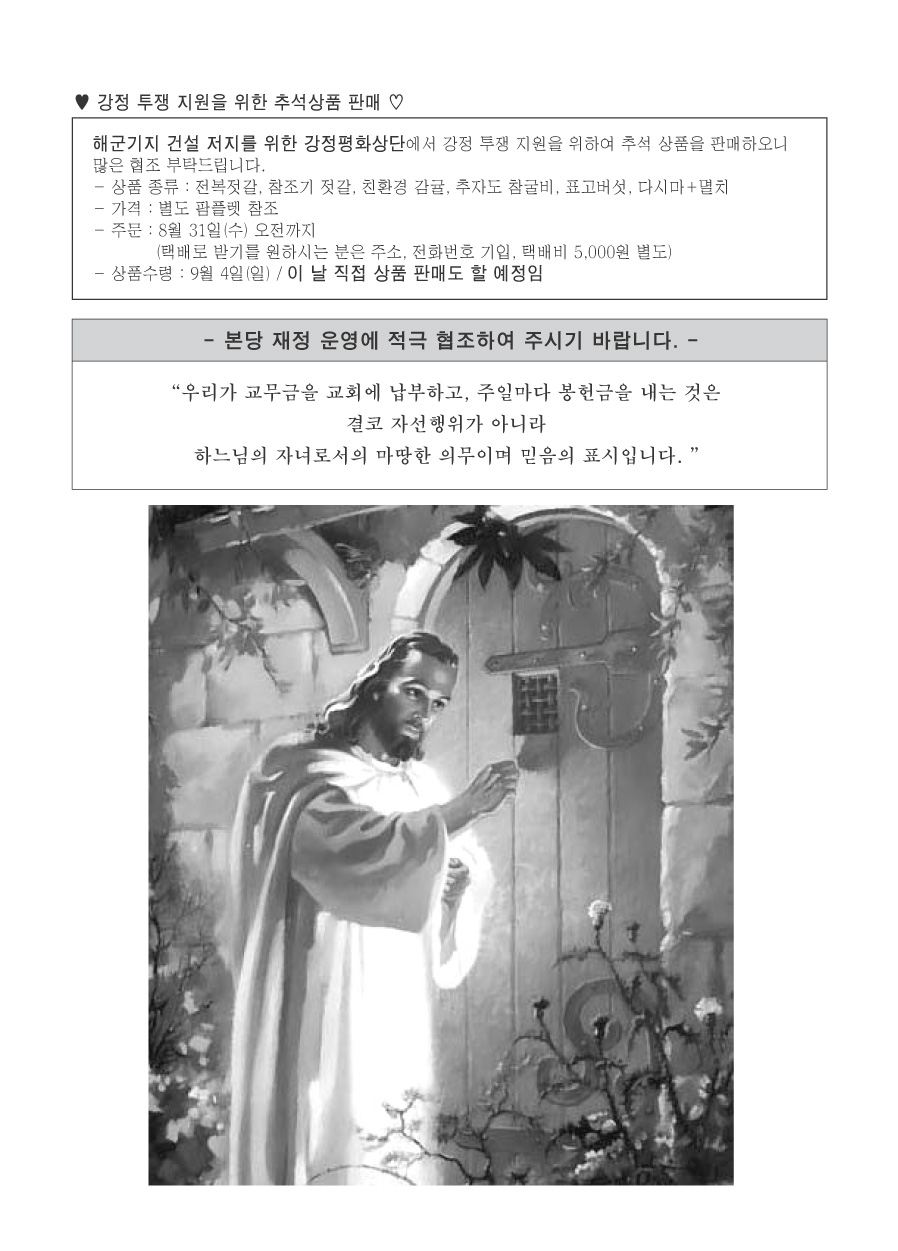 ♥ 강정 투쟁 지원을 위한 추석상품 판매 ♡
해군기지 건설 저지를 위한 강정평화상단에서 강정 투쟁 지원을 위하여 추석 상품을 판매하오니
많은 협조 부탁드립니다.
- 상품 종류 : 전복젓갈, 참조기 젓갈, 친환경 감귤, 추자도 참굴비, 표고버섯, 다시마+멸치
- 가격 : 별도 팜플렛 참조
- 주문 : 8월 31일(수) 오전까지
(택배로 받기를 원하시는 분은 주소, 전화번호 기입, 택배비 5,000원 별도)
- 상품수령 : 9월 4일(일) / 이 날 직접 상품 판매도 할 예정임
- 본당 재정 운영에 적극 협조하여 주시기 바랍니다. -
“우리가 교무금을 교회에 납부하고, 주일마다 봉헌금을 내는 것은
결코 자선행위가 아니라
하느님의 자녀로서의 마땅한 의무이며 믿음의 표시입니다. ”